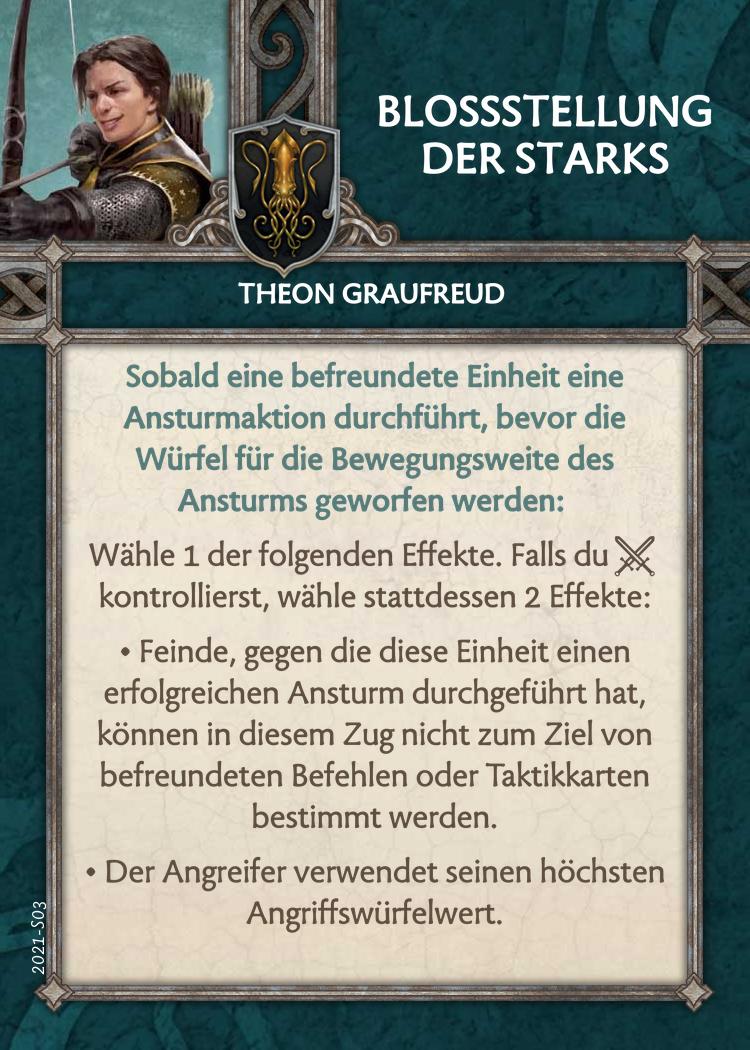 BLOSSSTELLUNG
DER STARKS
THEON GRAUFREUD
Sobald eine befreundete Einheit eine
Ansturmaktion durchführt, bevor die
Würfel für die Bewegungsweite des
Ansturms geworfen werden:
Wähle 1 der folgenden Effekte. Falls du
kontrollierst, wähle stattdessen 2 Effekte:
• Feinde, gegen die diese Einheit einen
erfolgreichen Ansturm durchgeführt hat,
können in diesem Zug nicht zum Ziel von
befreundeten Befehlen oder Taktikkarten
bestimmt werden.
• Der Angreifer verwendet seinen höchsten
Angriffswürfelwert.
2021-S03